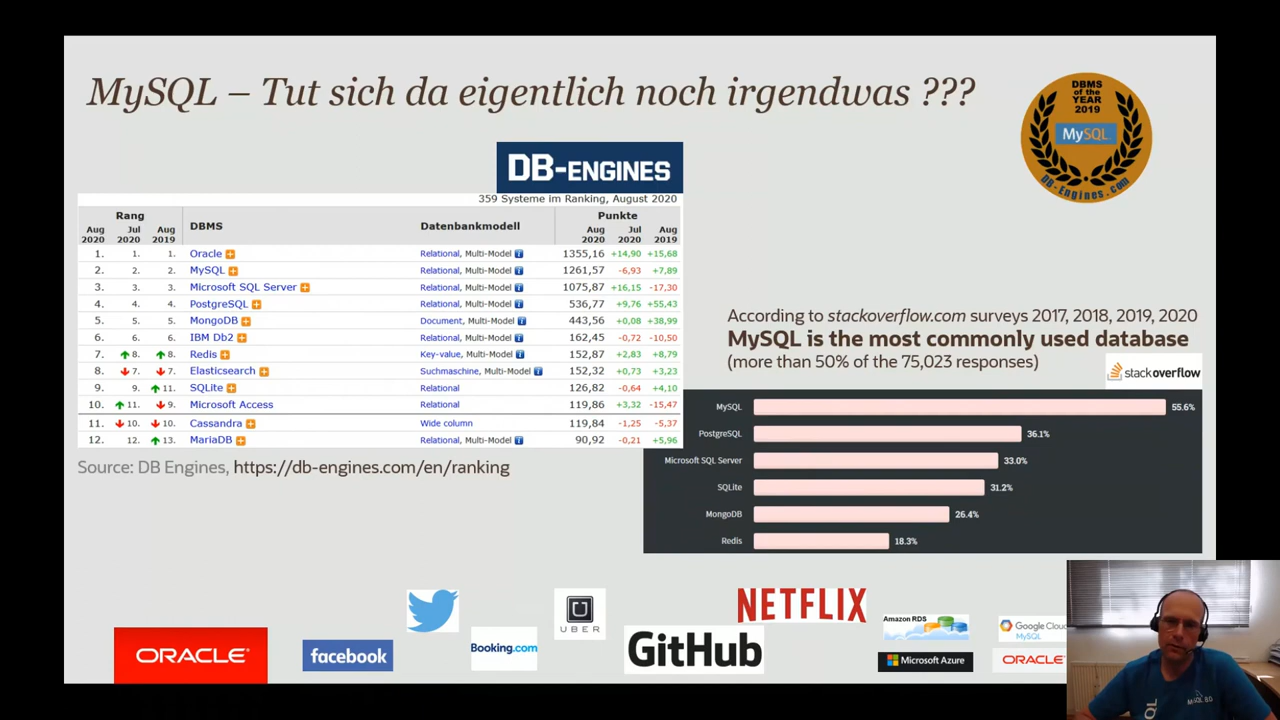 MySQL – Tut sich da eigentlich noch irgendwas ???
DBMS
of the
YEAR
2019
MySQL
DB-Engines.com
DB-ENGINES
359 Systeme im Ranking, August 2020
Rang DBMS Datenbankmodell Punkte
Aug 2020 Jul 2020 Aug 2019 Aug 2020 Jul 2020 Aug 2019
1. 1. 1. Oracle Relational, Multi-Model 1355,16 +14,90 +15,68
2. 2. 2. MySQL Relational, Multi-Model 1261,57 -6,93 +7,89
3. 3. 3. Microsoft SQL Server Relational, Multi-Model 1075,87 +16,15 -17,30
4. 4. 4. PostgreSQL Relational, Multi-Model 536,77 +9,76 +55,43
5. 5. 5. MongoDB Document, Multi-Model 443,56 +0,08 +38,99
6. 6. 6. IBM Db2 Relational, Multi-Model 162,45 -0,72 -10,50
7. 8. 8. Redis Key-value, Multi-Model 152,87 +2,83 +8,79
8. 7. 7. Elasticsearch Suchmaschine, Multi-Model 152,32 +0,73 +3,23
9. 9. 11. SQLite Relational 126,82 -0,64 +4,10
10. 11. 9. Microsoft Access Relational 119,86 +3,32 -15,47
11. 10. 10. Cassandra Wide column 119,84 -1,25 -5,37
12. 12. 13. MariaDB Relational, Multi-Model 90,92 -0,21 +5,96
Source: DB Engines, https://db-engines.com/en/ranking
According to stackoverflow.com surveys 2017, 2018, 2019, 2020
MySQL is the most commonly used database
(more than 50% of the 75,023 responses)
stackoverflow
MySQL 55.6%
PostgreSQL 36.1%
Microsoft SQL Server 33.0%
SQLite 31.2%
MongoDB 26.4%
Redis 18.3%
ORACLE
facebook
Booking.com
UBER
GitHub
NETFLIX
Amazon RDS
Microsoft Azure
Google Cloud
MySQL
ORACLE
MySQL 8.0